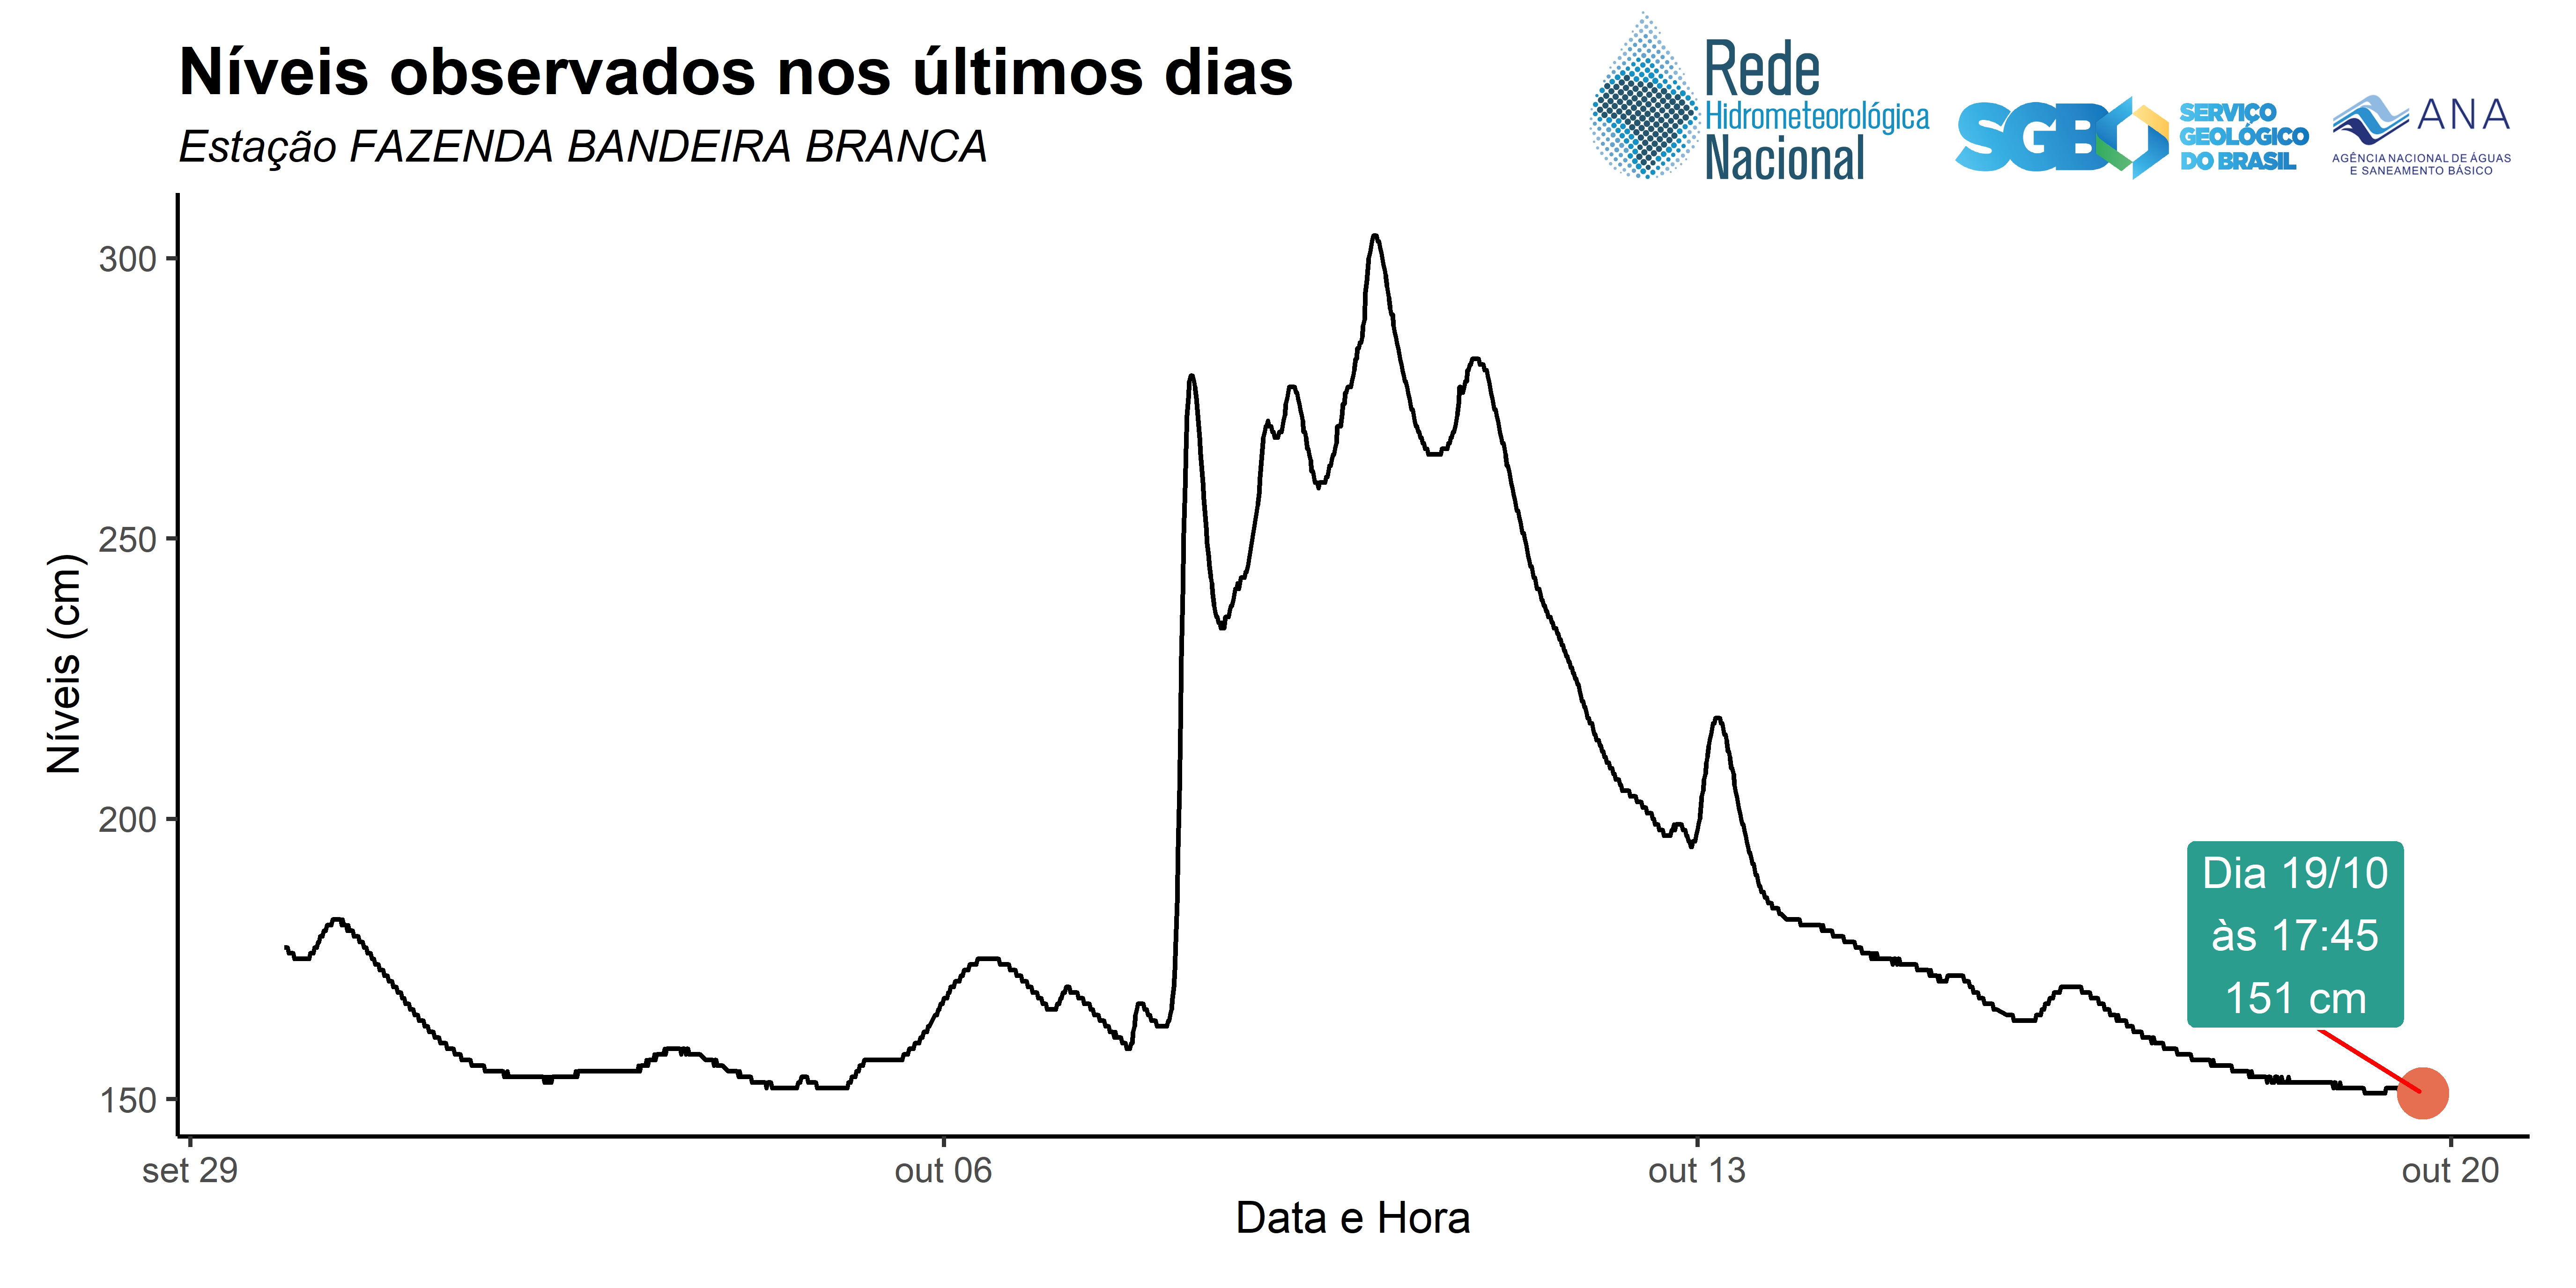 Níveis observados nos últimos dias
Estação FAZENDA BANDEIRA BRANCA
Rede
Hidrometeorológica
Nacional
SGB
SERVIÇO
GEOLÓGICO
DO BRASIL
ANA
AGÊNCIA NACIONAL DE ÁGUAS
E SANEAMENTO BÁSICO
Níveis (cm)
300
250
200
150
Dia 19/10
às 17:45
151 cm
set 29
out 06
out 13
out 20
Data e Hora